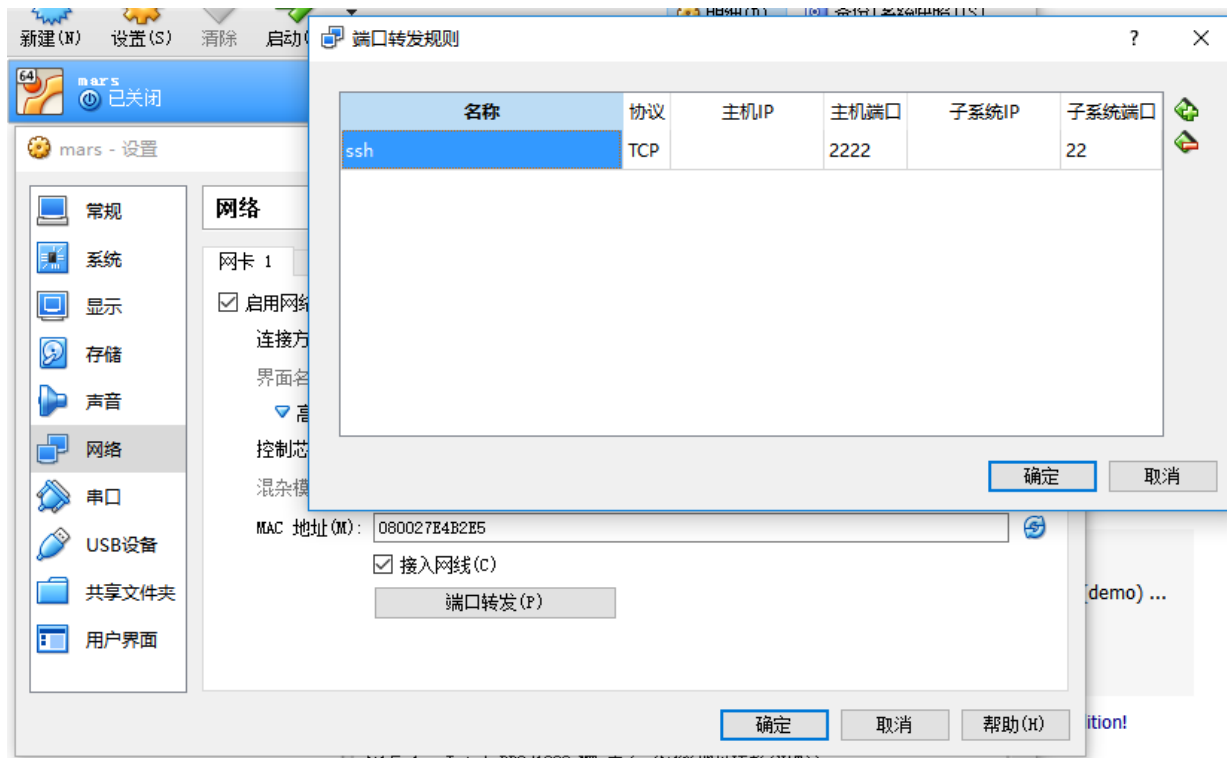 新建(N) 设置(S) 清除 启动(
64 mars
已关闭
mars - 设置
常规
系统
显示
存储
声音
网络
串口
USB设备
共享文件夹
用户界面
网络
网卡 1
启用网络
连接方
界面名
高
控制芯
混杂模
MAC 地址(M): 080027E4B2E5
接入网线(C)
端口转发(P)
确定 取消 帮助(H)
端口转发规则 ?
名称 协议 主机IP 主机端口 子系统IP 子系统端口
ssh TCP 2222 22
确定 取消
(demo) ...
ition!